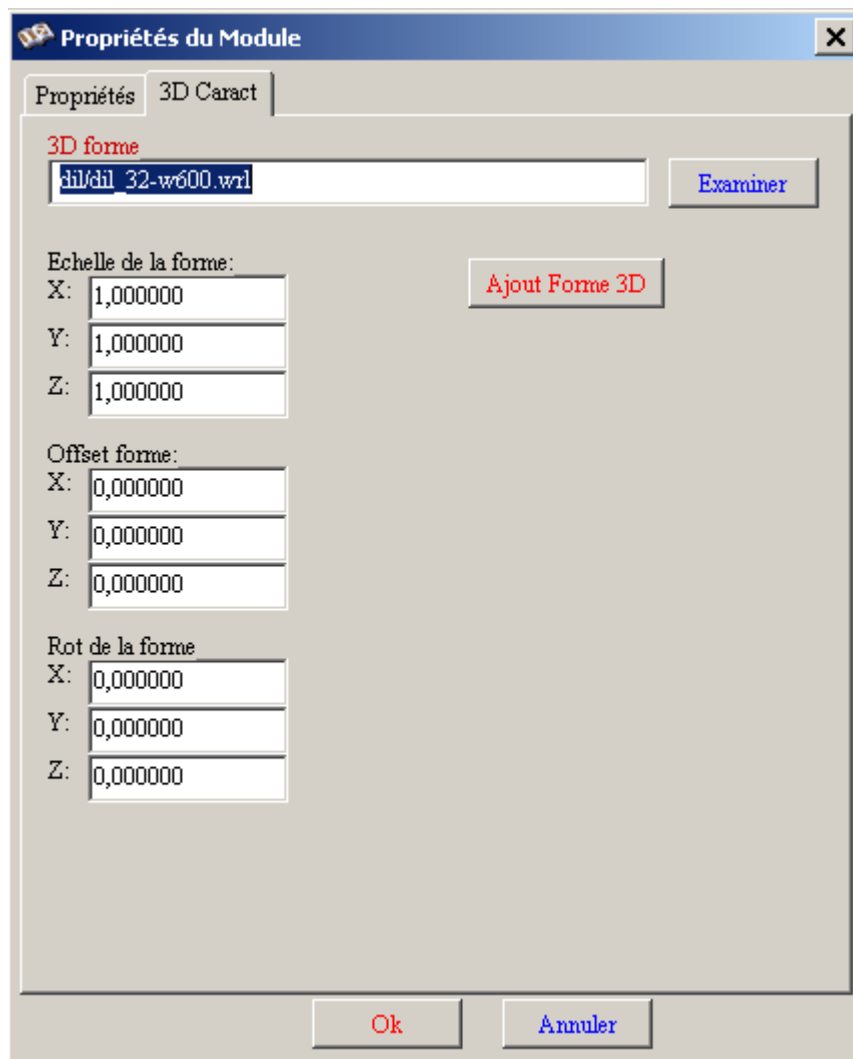 Propriétés du Module
Propriétés 3D Caract
3D forme
dil/dil_32-w600.wrl
Examiner
Echelle de la forme:
X: 1,000000
Ajout Forme 3D
Y: 1,000000
Z: 1,000000
Offset forme:
X: 0,000000
Y: 0,000000
Z: 0,000000
Rot de la forme
X: 0,000000
Y: 0,000000
Z: 0,000000
Ok Annuler